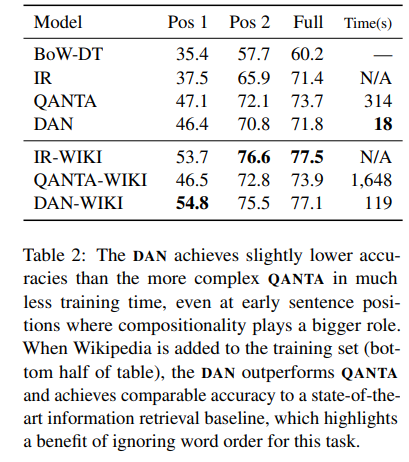 Model Pos 1 Pos 2 Full Time(s)
BoW-DT 35.4 57.7 60.2 —
IR 37.5 65.9 71.4 N/A
QANTA 47.1 72.1 73.7 314
DAN 46.4 70.8 71.8 18
IR-WIKI 53.7 76.6 77.5 N/A
QANTA-WIKI 46.5 72.8 73.9 1,648
DAN-WIKI 54.8 75.5 77.1 119
Table 2: The DAN achieves slightly lower accu-
racies than the more complex QANTA in much
less training time, even at early sentence posi-
tions where compositionality plays a bigger role.
When Wikipedia is added to the training set (bot-
tom half of table), the DAN outperforms QANTA
and achieves comparable accuracy to a state-of-the-
art information retrieval baseline, which highlights
a benefit of ignoring word order for this task.